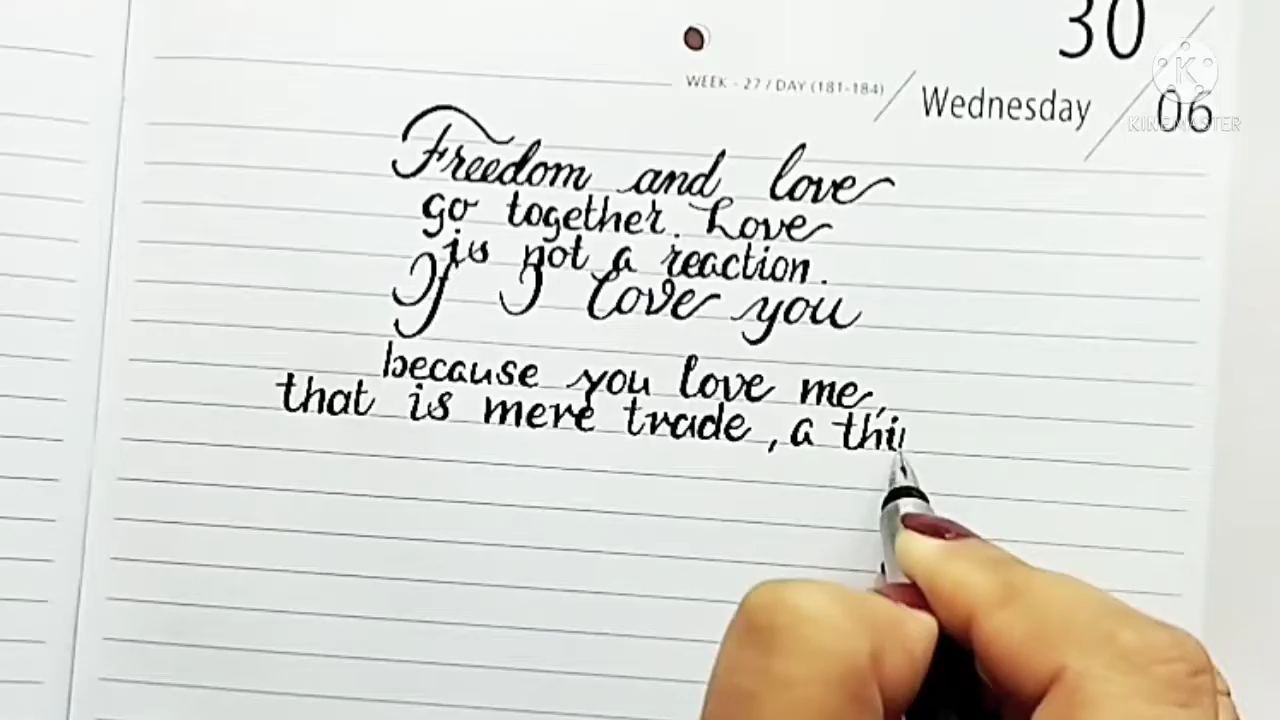 30
WEEK - 27 / DAY (181-184)
Wednesday
06
KINEMASTER
Freedom and love
go together. Love
is not a reaction.
If I love you
because you love me,
that is mere trade, a thi